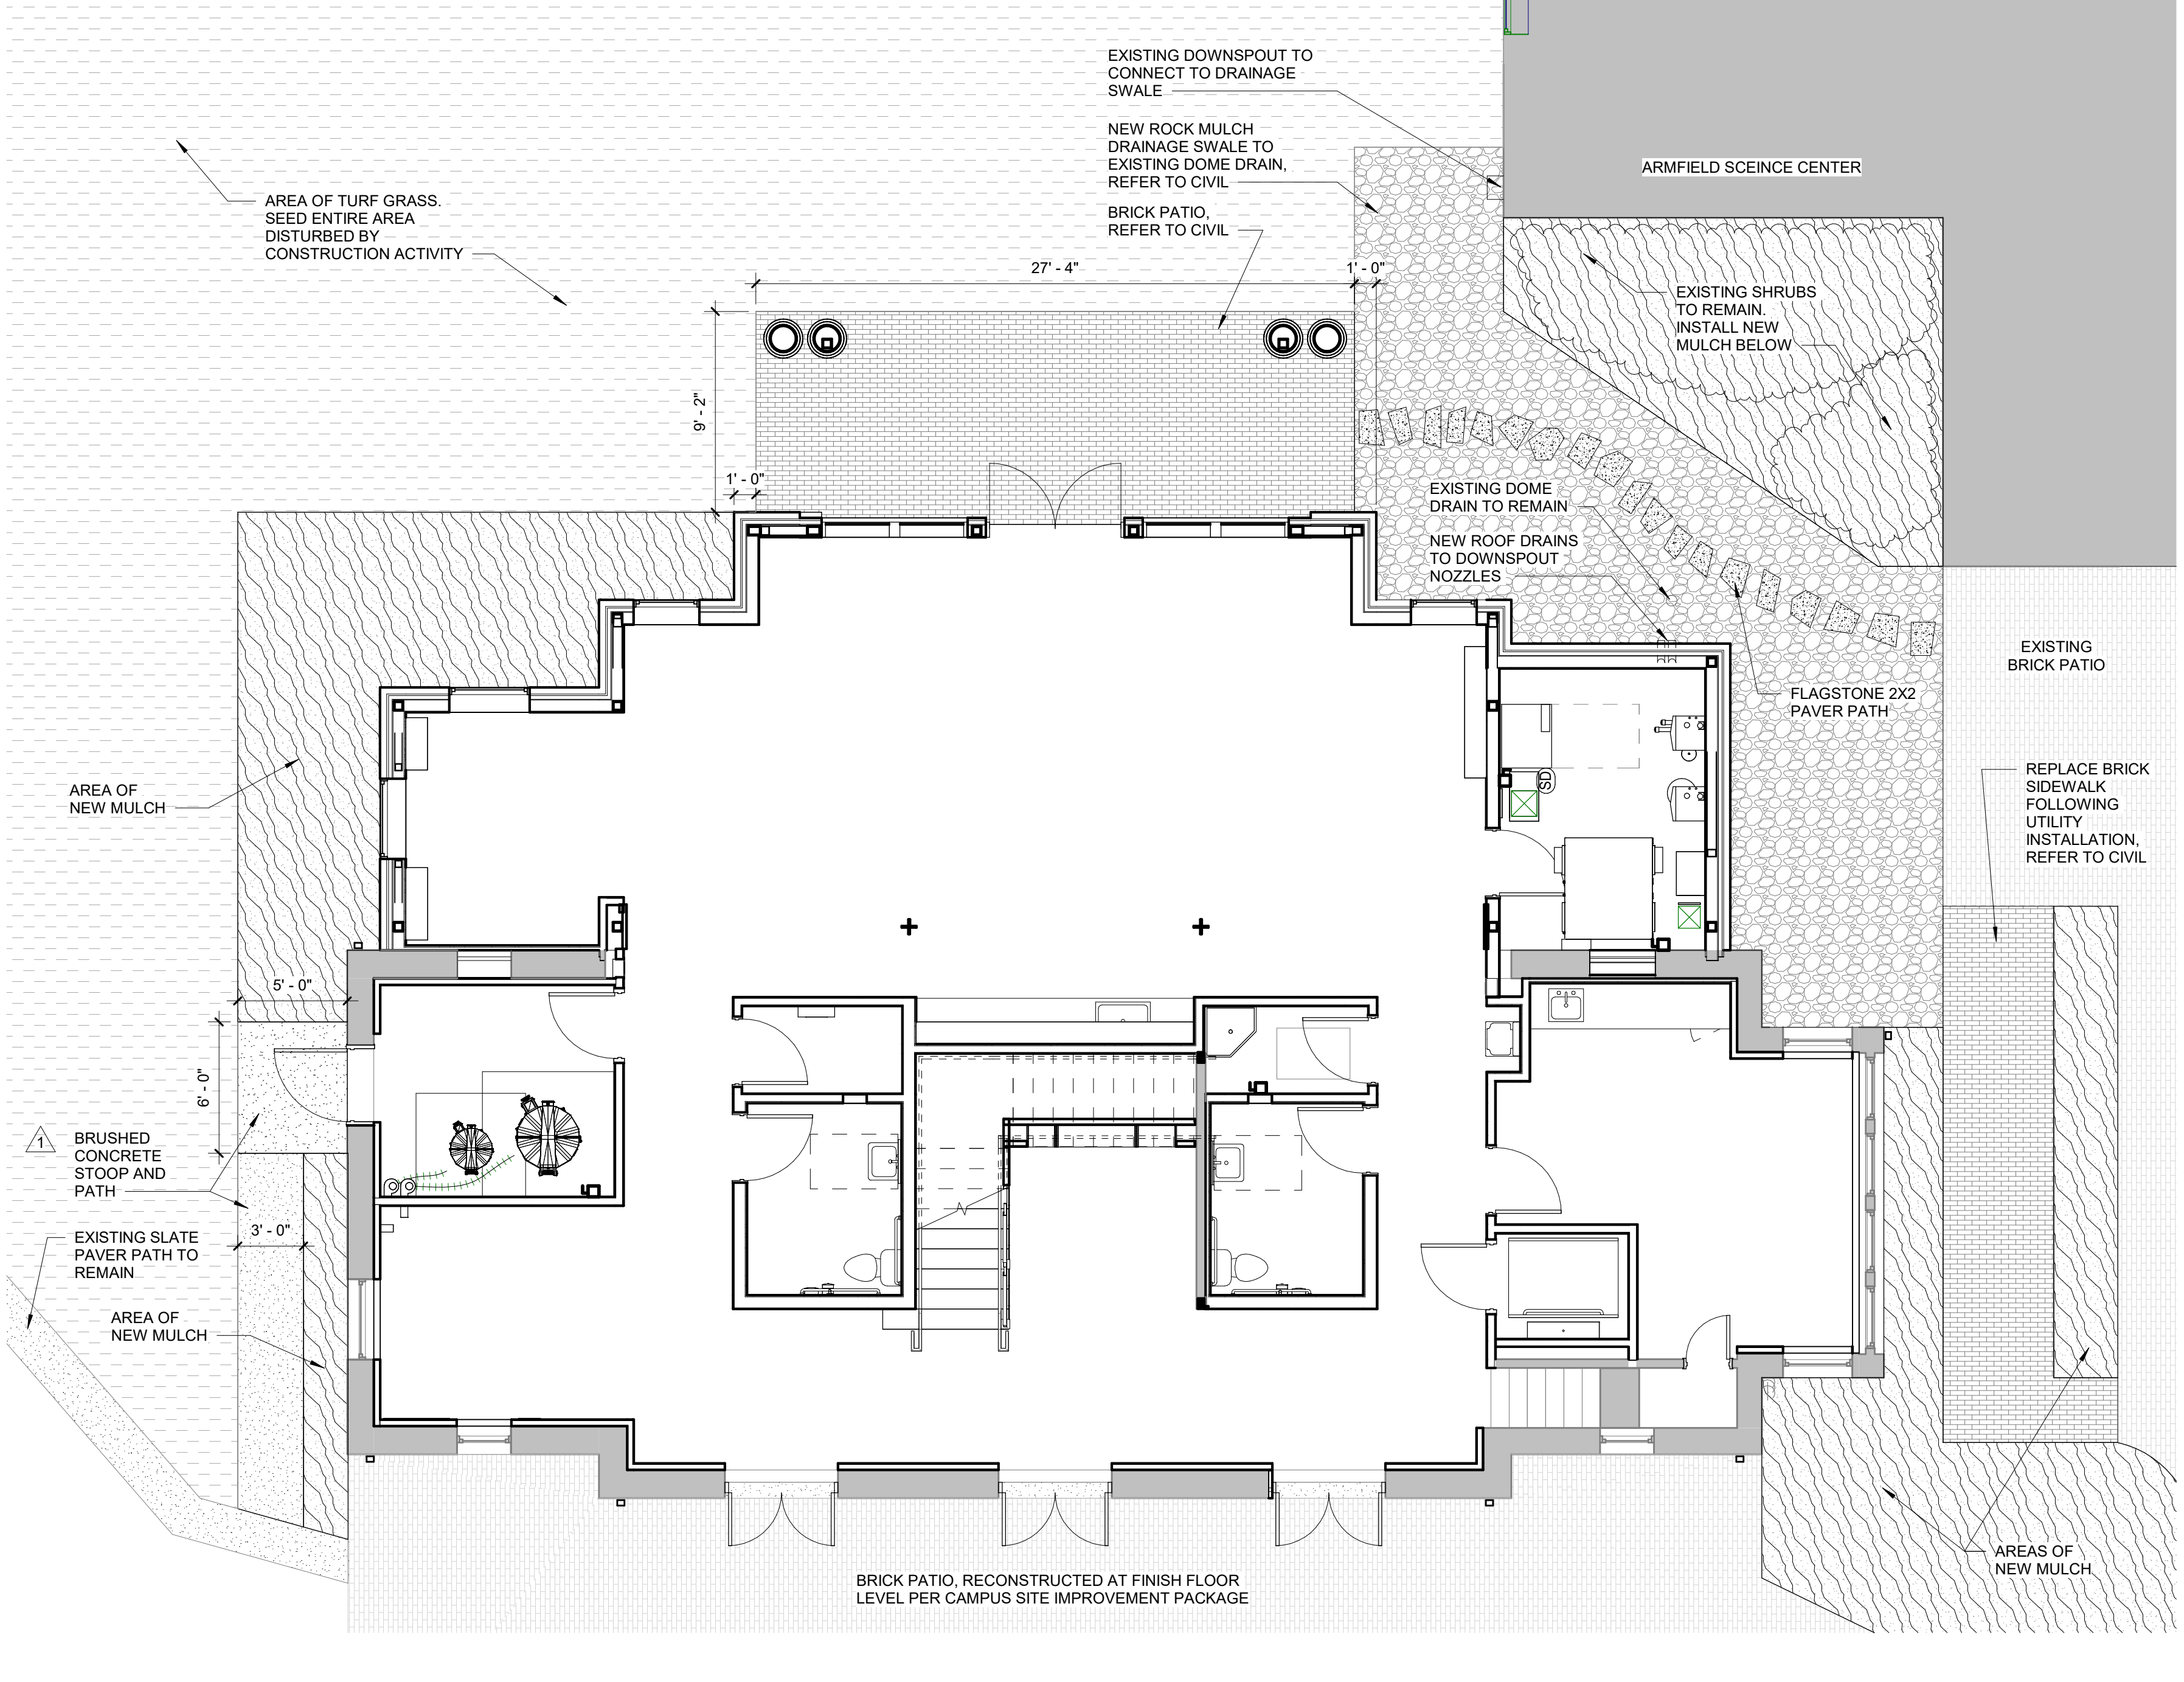 EXISTING DOWNSPOUT TO
CONNECT TO DRAINAGE
SWALE
NEW ROCK MULCH
DRAINAGE SWALE TO
EXISTING DOME DRAIN,
REFER TO CIVIL
BRICK PATIO,
REFER TO CIVIL
ARMFIELD SCEINCE CENTER
AREA OF TURF GRASS.
SEED ENTIRE AREA
DISTURBED BY
CONSTRUCTION ACTIVITY
27' - 4"
1' - 0"
EXISTING SHRUBS
TO REMAIN.
INSTALL NEW
MULCH BELOW
9' - 2"
1' - 0"
EXISTING DOME
DRAIN TO REMAIN
NEW ROOF DRAINS
TO DOWNSPOUT
NOZZLES
EXISTING
BRICK PATIO
FLAGSTONE 2X2
PAVER PATH
SD
REPLACE BRICK
SIDEWALK
FOLLOWING
UTILITY
INSTALLATION,
REFER TO CIVIL
AREA OF
NEW MULCH
5' - 0"
6' - 0"
1
BRUSHED
CONCRETE
STOOP AND
PATH
3' - 0"
EXISTING SLATE
PAVER PATH TO
REMAIN
AREA OF
NEW MULCH
AREAS OF
NEW MULCH
BRICK PATIO, RECONSTRUCTED AT FINISH FLOOR
LEVEL PER CAMPUS SITE IMPROVEMENT PACKAGE